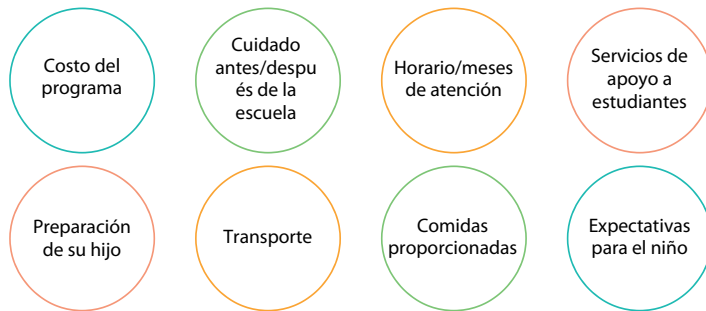 Costo del
programa
Cuidado
antes/despu
és de la
escuela
Horario/meses
de atención
Servicios de
apoyo a
estudiantes
Preparación
de su hijo
Transporte
Comidas
proporcionadas
Expectativas
para el niño